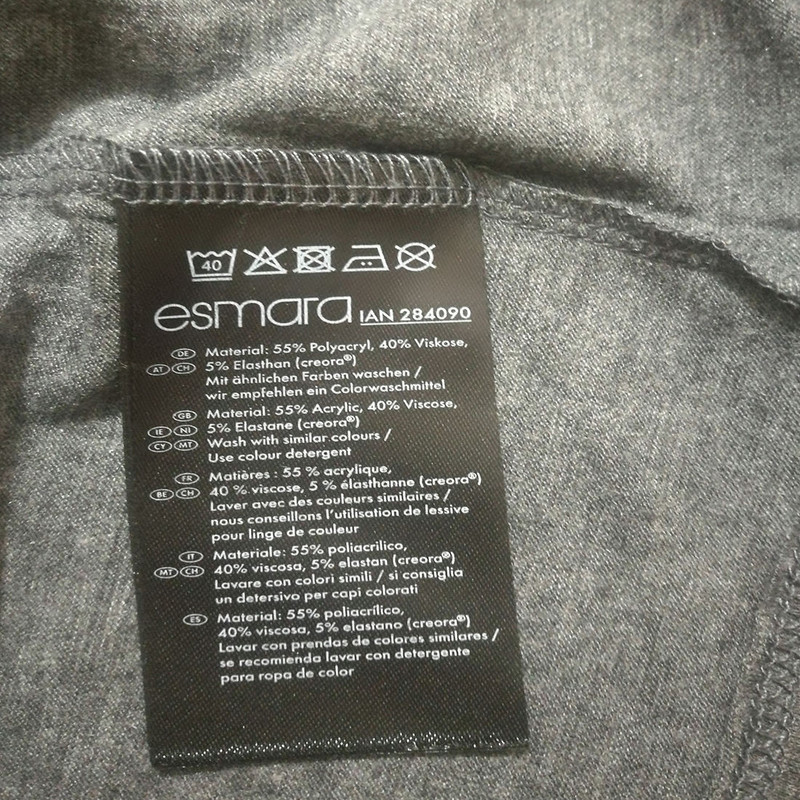 40
esmara IAN 284090
DE Material: 55% Polyacryl, 40% Viskose,
AT CH 5% Elasthan (creora®)
Mit ähnlichen Farben waschen /
wir empfehlen ein Colorwaschmittel
GB Material: 55% Acrylic, 40% Viscose,
IE NI 5% Elastane (creora®)
CY MT Wash with similar colours /
Use colour detergent
FR Matières : 55 % acrylique,
BE CH 40 % viscose, 5 % élasthanne (creora®)
Laver avec des couleurs similaires /
nous conseillons l'utilisation de lessive
pour linge de couleur
IT Materiale: 55% poliacrilico,
MT CH 40% viscosa, 5% elastan (creora®)
Lavare con colori simili / si consiglia
un detersivo per capi colorati
ES Material: 55% poliacrílico,
40% viscosa, 5% elastano (creora®)
Lavar con prendas de colores similares /
se recomienda lavar con detergente
para ropa de color